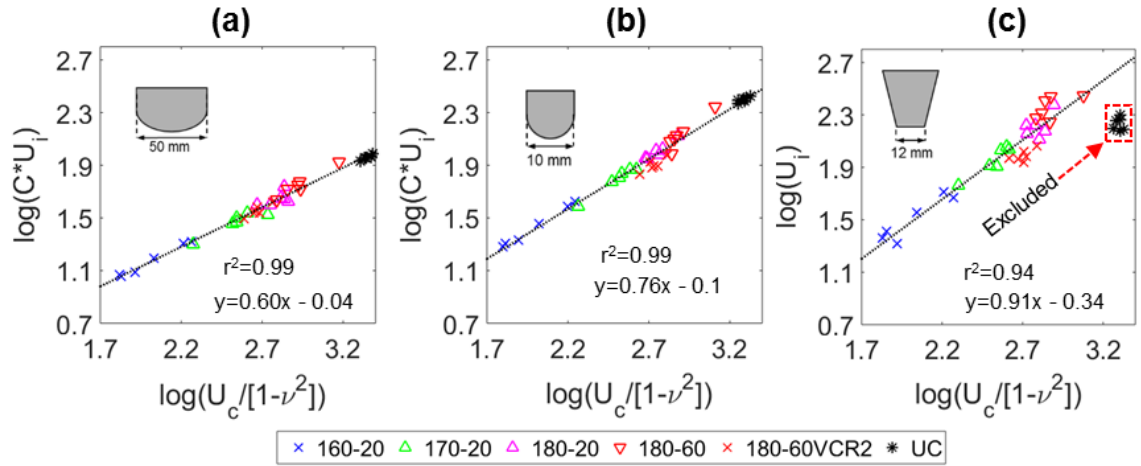 (a) (b) (c)
2.7
2.3
1.9
1.5
1.1
0.7
log(C*U_i)
50 mm
r²=0.99
y=0.60x - 0.04
1.7 2.2 2.7 3.2
log(U_c/[1-ν²])
2.7
2.3
1.9
1.5
1.1
0.7
log(C*U_i)
10 mm
r²=0.99
y=0.76x - 0.1
1.7 2.2 2.7 3.2
log(U_c/[1-ν²])
2.7
2.3
1.9
1.5
1.1
0.7
log(U_i)
12 mm
Excluded
r²=0.94
y=0.91x - 0.34
1.7 2.2 2.7 3.2
log(U_c/[1-ν²])
160-20 170-20 180-20 180-60 180-60VCR2 UC